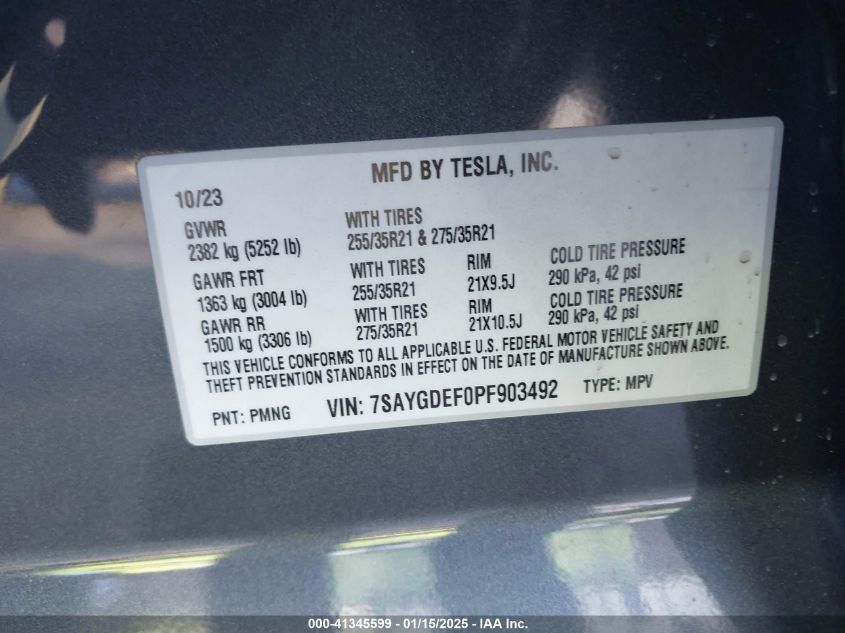 MFD BY TESLA, INC.
10/23
GVWR WITH TIRES
2382 kg (5252 lb) 255/35R21 & 275/35R21
GAWR FRT WITH TIRES RIM COLD TIRE PRESSURE
1363 kg (3004 lb) 255/35R21 21X9.5J 290 kPa, 42 psi
GAWR RR WITH TIRES RIM COLD TIRE PRESSURE
1500 kg (3306 lb) 275/35R21 21X10.5J 290 kPa, 42 psi
THIS VEHICLE CONFORMS TO ALL APPLICABLE U.S. FEDERAL MOTOR VEHICLE SAFETY AND
THEFT PREVENTION STANDARDS IN EFFECT ON THE DATE OF MANUFACTURE SHOWN ABOVE.
PNT: PMNG VIN: 7SAYGDEF0PF903492 TYPE: MPV
000-41345599 - 01/15/2025 - IAA Inc.